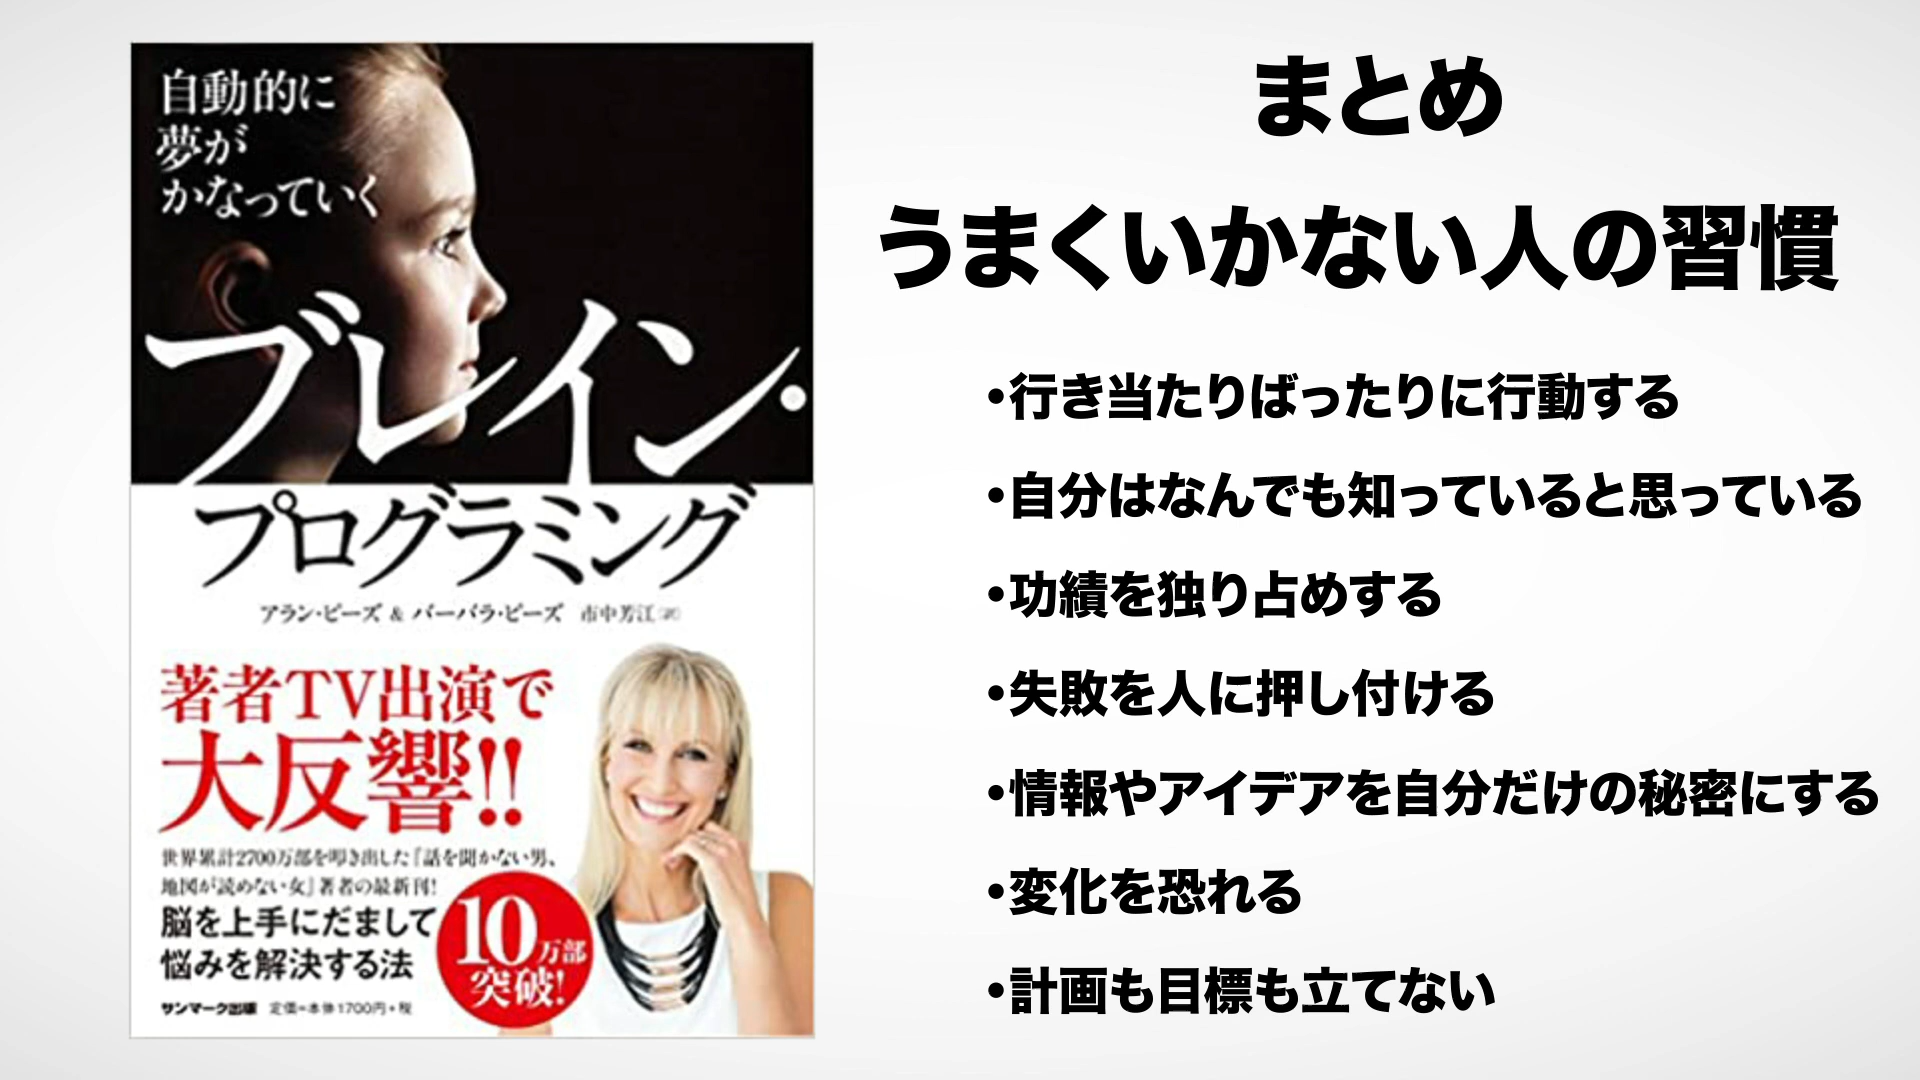 自動的に
夢が
かなっていく
ブレイン・
プログラミング
アラン・ピーズ & バーバラ・ピーズ 市中芳江 訳
著者TV出演で
大反響!!
世界累計2700万部を叩き出した『話を聞かない男、
地図が読めない女』著者の最新刊!
脳を上手にだまして
悩みを解決する法
10万部
突破!
サンマーク出版 定価=本体1700円+税
まとめ
うまくいかない人の習慣
・行き当たりばったりに行動する
・自分はなんでも知っていると思っている
・功績を独り占めする
・失敗を人に押し付ける
・情報やアイデアを自分だけの秘密にする
・変化を恐れる
・計画も目標も立てない